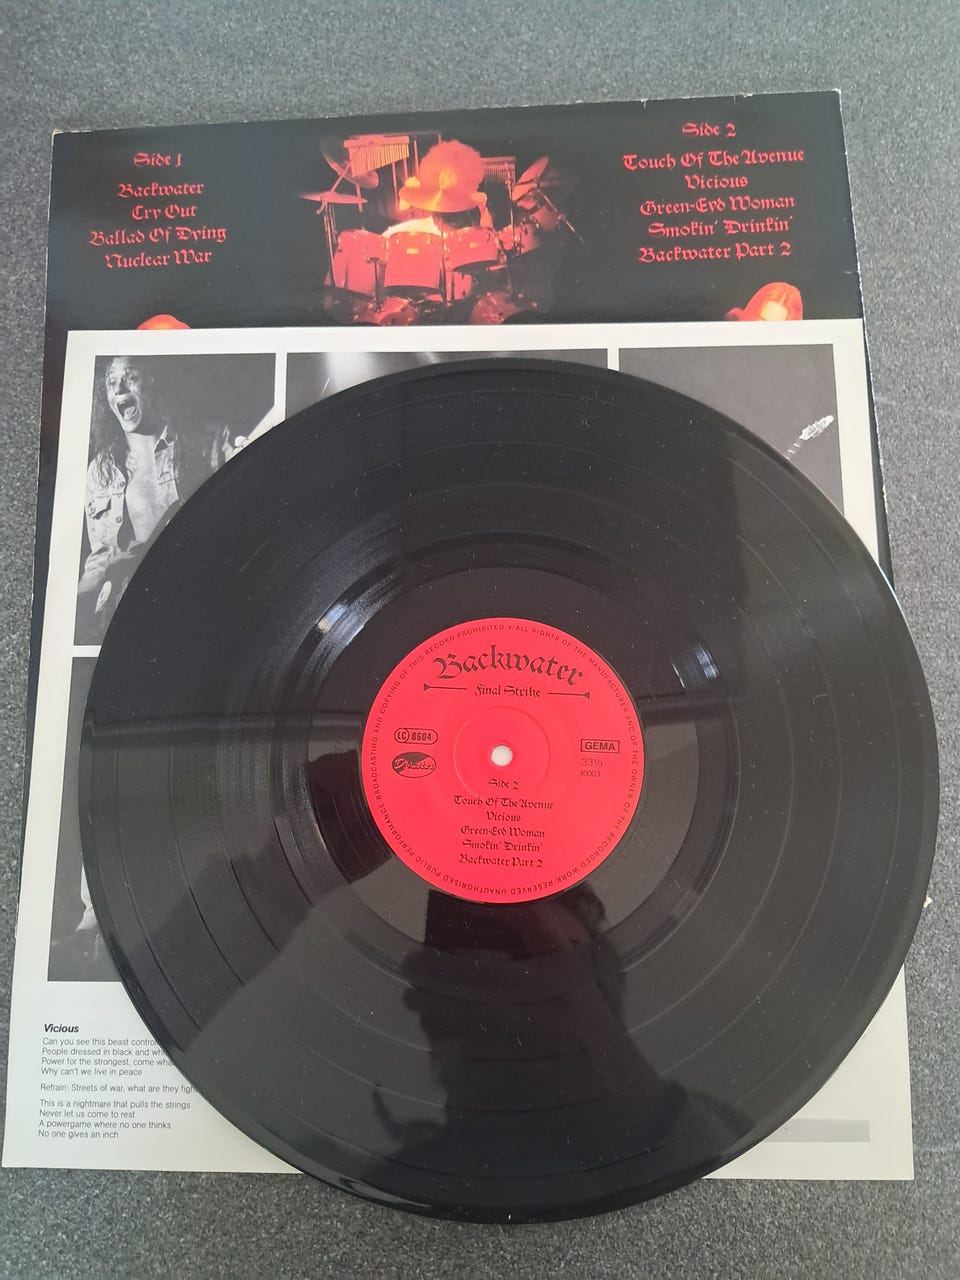 Side 1
Backwater
Cry Out
Ballad Of Dying
Nuclear War
Side 2
Touch Of The Avenue
Vicious
Green-Eyd Woman
Smokin' Drinkin'
Backwater Part 2
ALL RIGHTS OF THE MANUFACTURER AND OF THE OWNER OF THE RECORDED WORK RESERVED UNAUTHORISED PUBLIC PERFORMANCE BROADCASTING AND COPYING OF THIS RECORD PROHIBITED •
Backwater
Final Strike
LC 8604
GEMA
33⅓
10003
Side 2
Touch Of The Avenue
Vicious
Green-Eyd Woman
Smokin' Drinkin'
Backwater Part 2
Vicious
Can you see this beast
People dressed in black and
Power for the strongest, come
Why can't we live in peace
Refrain: Streets of war, what are they
This is a nightmare that pulls the strings
Never let us come to rest
A powergame where no one thinks
No one gives an inch